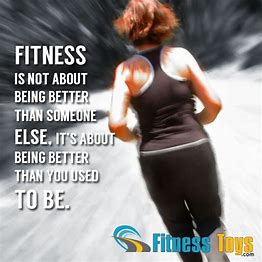 FITNESS
IS NOT ABOUT
BEING BETTER
THAN SOMEONE
ELSE, IT'S ABOUT
BEING BETTER
THAN YOU USED
TO BE.
Fitness Toys
.com